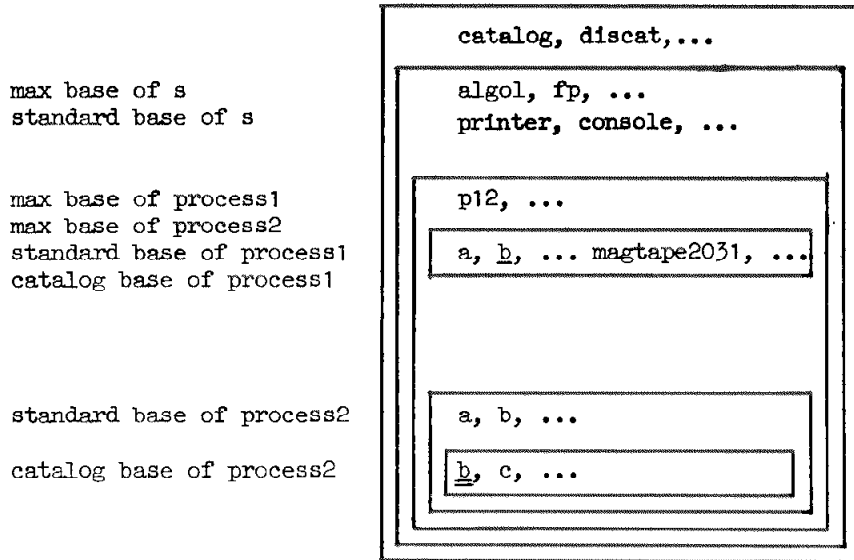 catalog, discat,...
max base of s algol, fp, ...
standard base of s printer, console, ...
max base of process1 p12, ...
max base of process2
standard base of process1 a, b, ... magtape2031, ...
catalog base of process1
standard base of process2 a, b, ...
catalog base of process2 b, c, ...